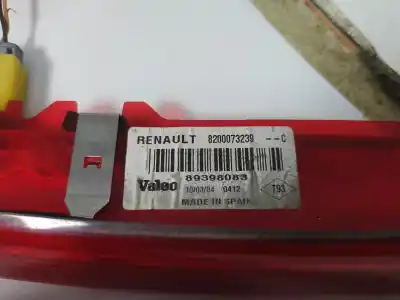 RENAULT 8200073239 --C
89398083
Valeo 10/03/04 0412 T93
MADE IN SPAIN